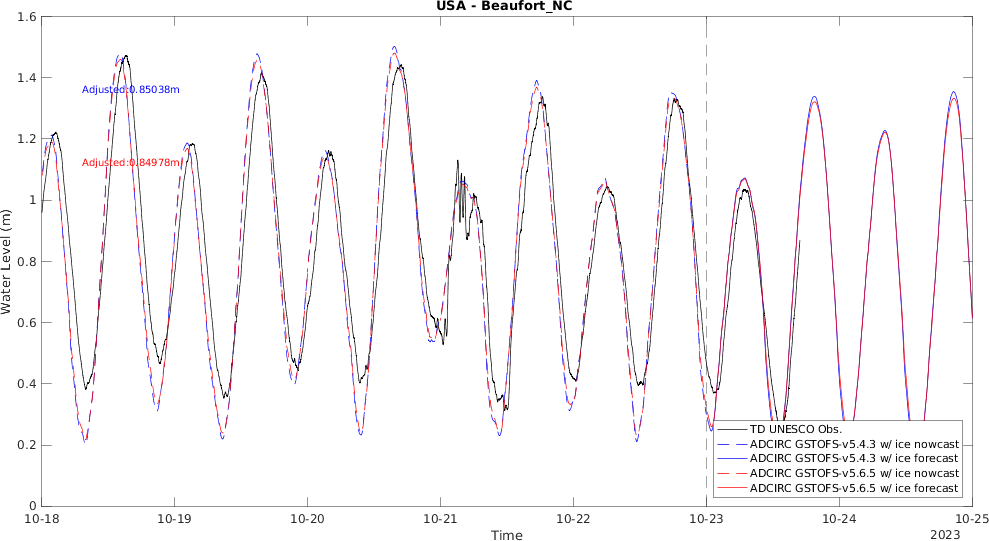 USA - Beaufort_NC
1.6
1.4
1.2
1
0.8
0.6
0.4
0.2
0
Water Level (m)
Adjusted:0.85038m
Adjusted:0.84978m
TD UNESCO Obs.
ADCIRC GSTOFS-v5.4.3 w/ ice nowcast
ADCIRC GSTOFS-v5.4.3 w/ ice forecast
ADCIRC GSTOFS-v5.6.5 w/ ice nowcast
ADCIRC GSTOFS-v5.6.5 w/ ice forecast
10-18 10-19 10-20 10-21 10-22 10-23 10-24 10-25
Time
2023